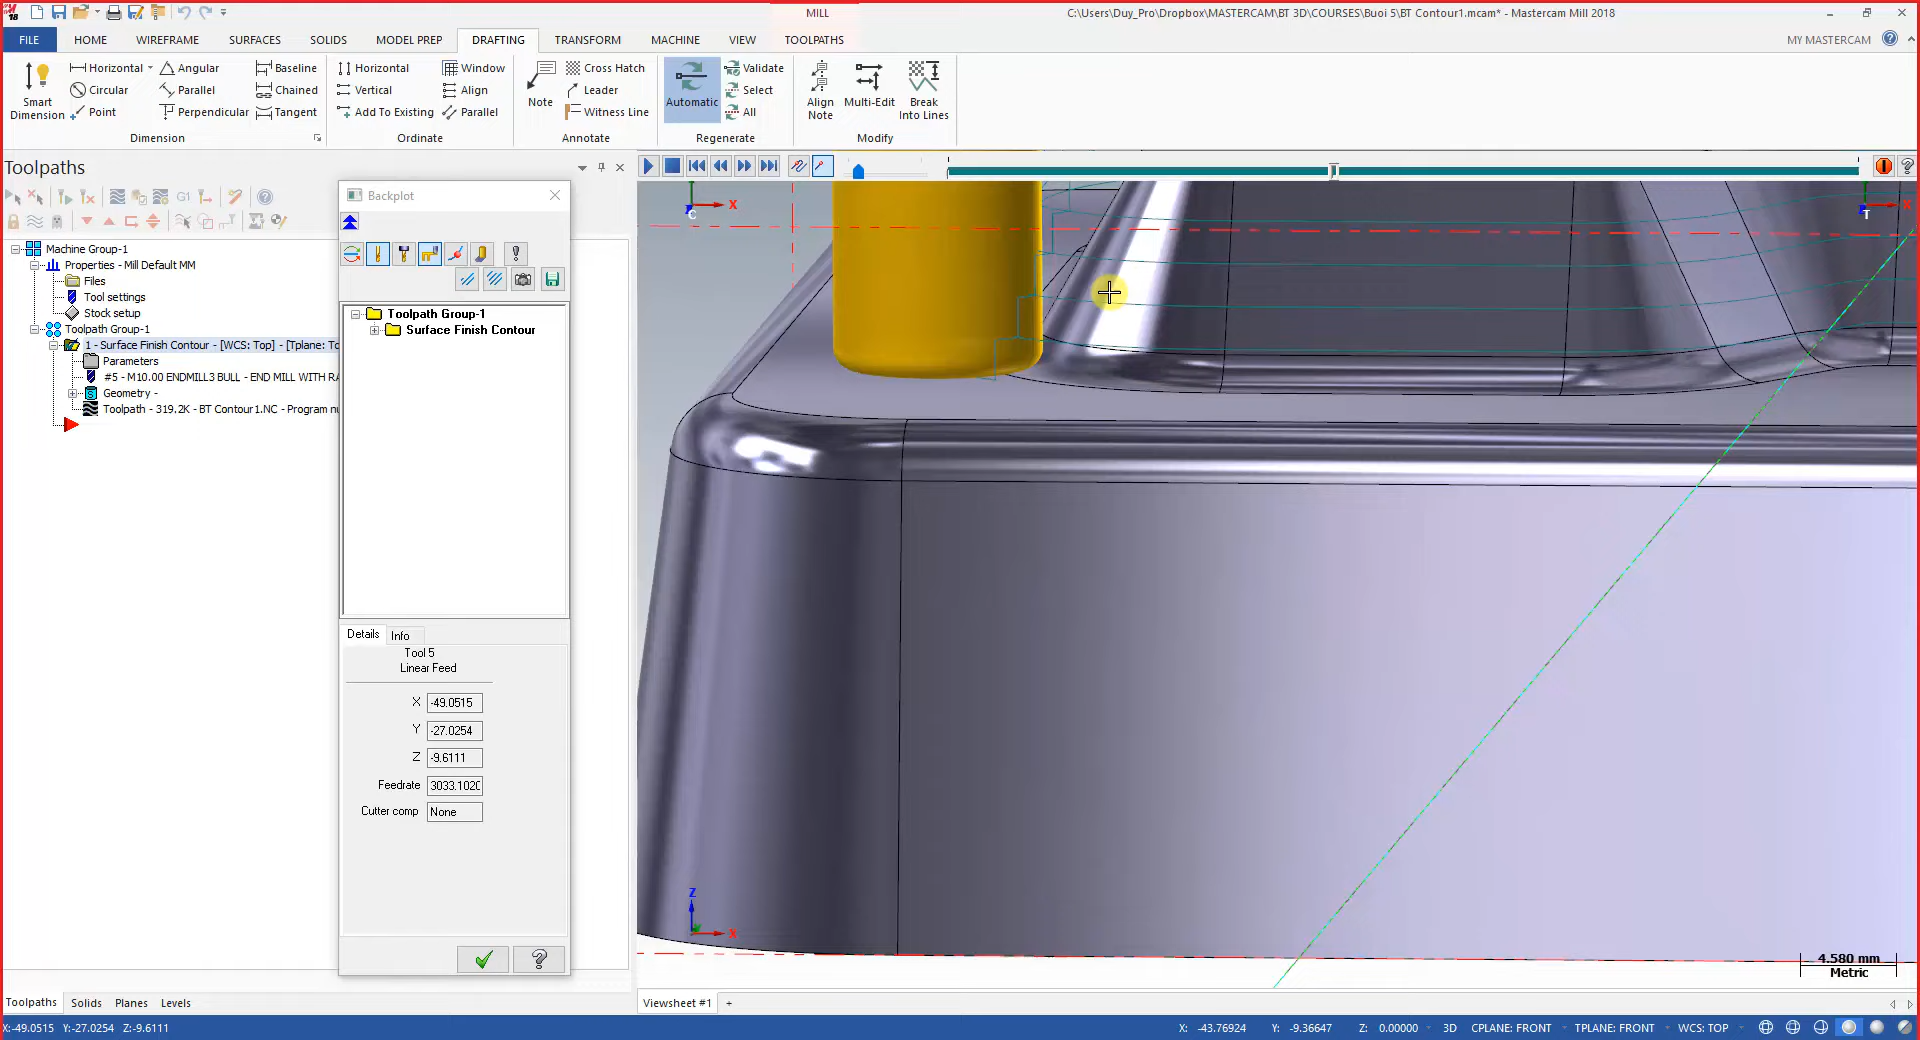 MILL
C:\Users\Duy_Pro\Dropbox\MASTERCAM\BT 3D\COURSES\Buoi 5\BT Contour1.mcam* - Mastercam Mill 2018
FILE HOME WIREFRAME SURFACES SOLIDS MODEL PREP DRAFTING TRANSFORM MACHINE VIEW TOOLPATHS MY MASTERCAM
Smart Dimension
Horizontal Angular Baseline
Circular Parallel Chained
Point Perpendicular Tangent
Dimension
Horizontal Window
Vertical Align
Add To Existing Parallel
Ordinate
Note
Cross Hatch
Leader
Witness Line
Annotate
Automatic
Validate
Select
All
Regenerate
Align Note
Multi-Edit
Break Into Lines
Modify
Toolpaths
G1
Machine Group-1
Properties - Mill Default MM
Files
Tool settings
Stock setup
Toolpath Group-1
1 - Surface Finish Contour - [WCS: Top] - [Tplane: To
Parameters
#5 - M10.00 ENDMILL3 BULL - END MILL WITH RA
Geometry -
Toolpath - 319.2K - BT Contour1.NC - Program nu
Backplot
Toolpath Group-1
Surface Finish Contour
Details Info
Tool 5
Linear Feed
X -49.0515
Y -27.0254
Z -9.6111
Feedrate 3033.102
Cutter comp None
X
C
X
T
Z
X
4.580 mm
Metric
Toolpaths Solids Planes Levels
Viewsheet #1 +
X:-49.0515 Y:-27.0254 Z:-9.6111
X: -43.76924 Y: -9.36647 Z: 0.00000 3D CPLANE: FRONT TPLANE: FRONT WCS: TOP